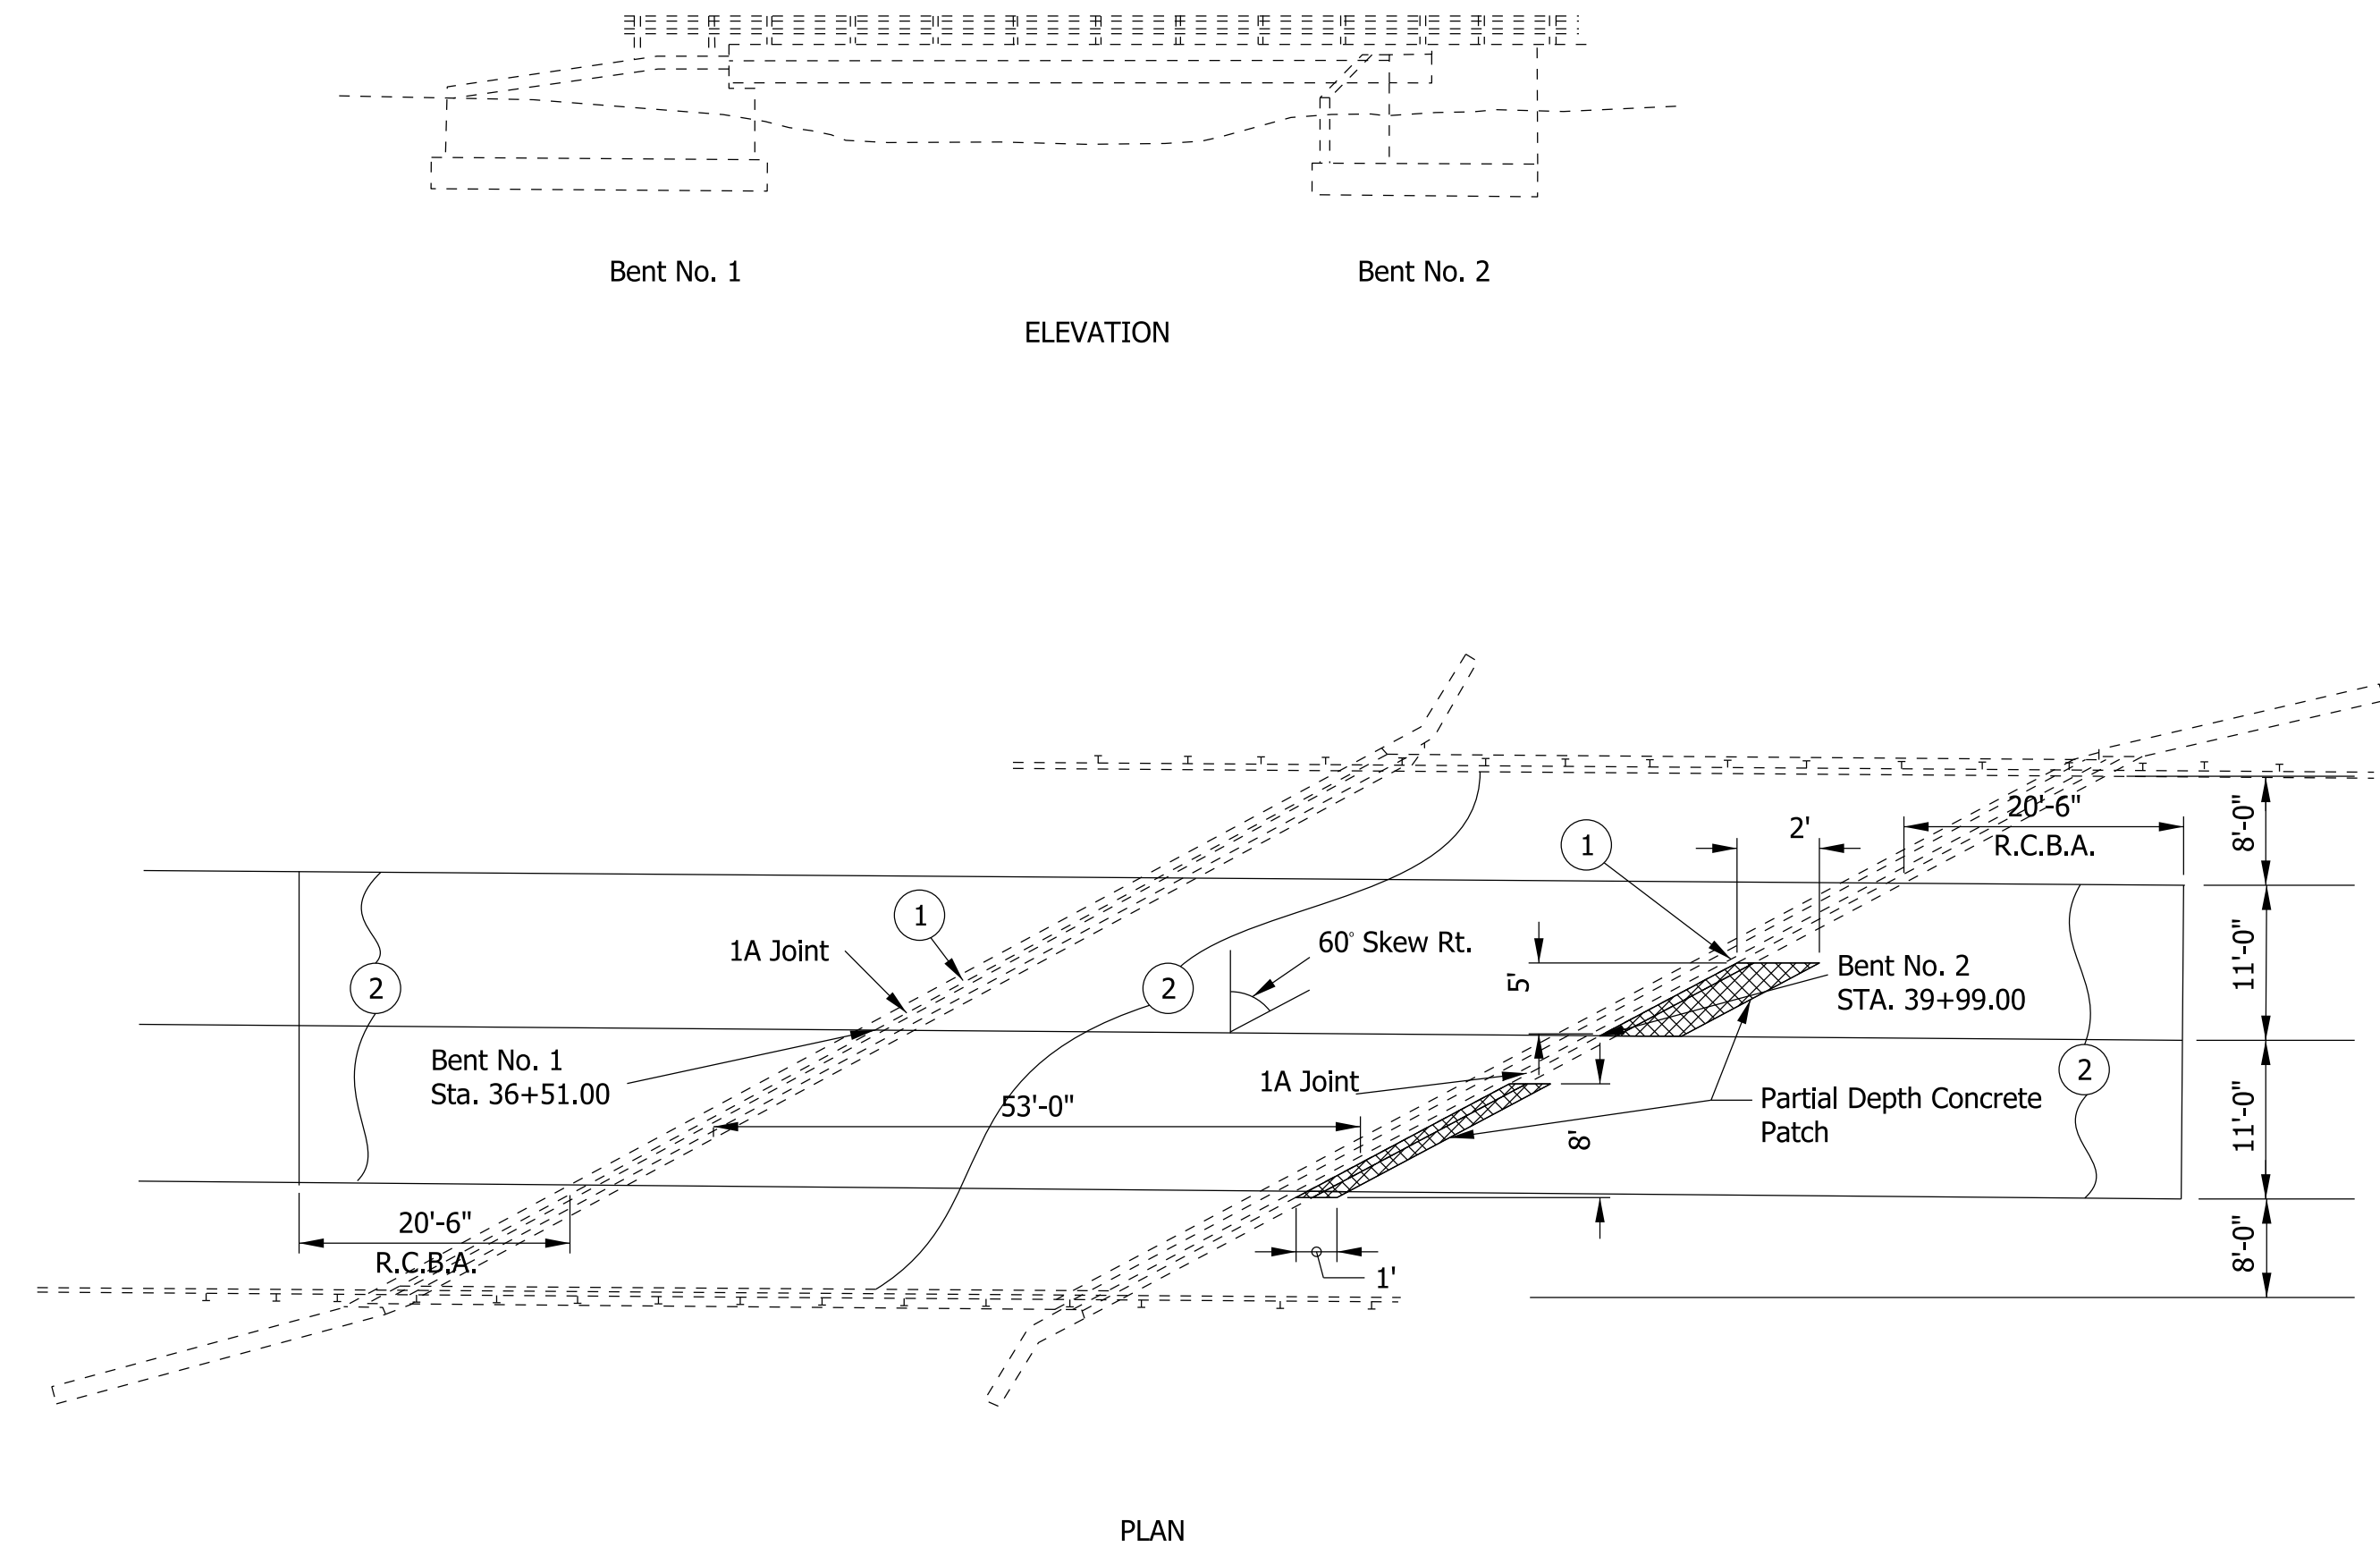 Bent No. 1
Bent No. 2
ELEVATION
20'-6"
R.C.B.A.
8'-0"
2'
1
1
1A Joint
60° Skew Rt.
11'-0"
2
2
5'
Bent No. 2
STA. 39+99.00
Bent No. 1
Sta. 36+51.00
1A Joint
2
53'-0"
Partial Depth Concrete
Patch
8'
11'-0"
20'-6"
R.C.B.A.
8'-0"
1'
PLAN